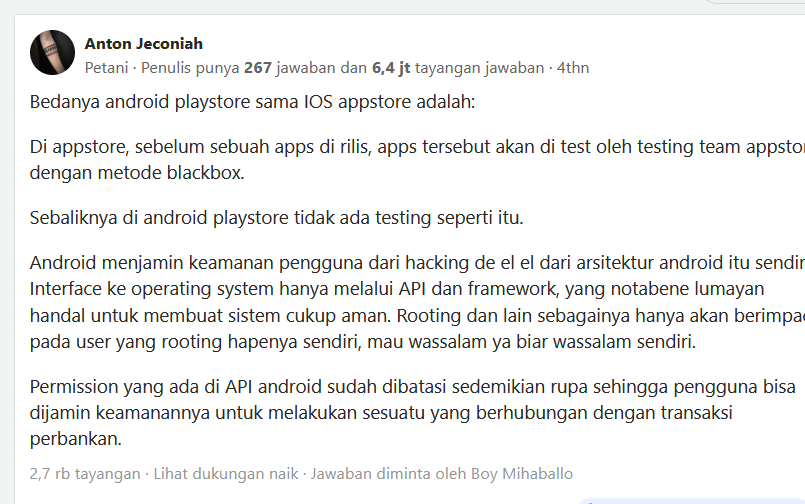 Anton Jeconiah
Petani · Penulis punya 267 jawaban dan 6,4 jt tayangan jawaban · 4thn
Bedanya android playstore sama IOS appstore adalah:
Di appstore, sebelum sebuah apps di rilis, apps tersebut akan di test oleh testing team appstor
dengan metode blackbox.
Sebaliknya di android playstore tidak ada testing seperti itu.
Android menjamin keamanan pengguna dari hacking de el el dari arsitektur android itu sendir
Interface ke operating system hanya melalui API dan framework, yang notabene lumayan
handal untuk membuat sistem cukup aman. Rooting dan lain sebagainya hanya akan berimpac
pada user yang rooting hapenya sendiri, mau wassalam ya biar wassalam sendiri.
Permission yang ada di API android sudah dibatasi sedemikian rupa sehingga pengguna bisa
dijamin keamanannya untuk melakukan sesuatu yang berhubungan dengan transaksi
perbankan.
2,7 rb tayangan · Lihat dukungan naik · Jawaban diminta oleh Boy Mihaballo